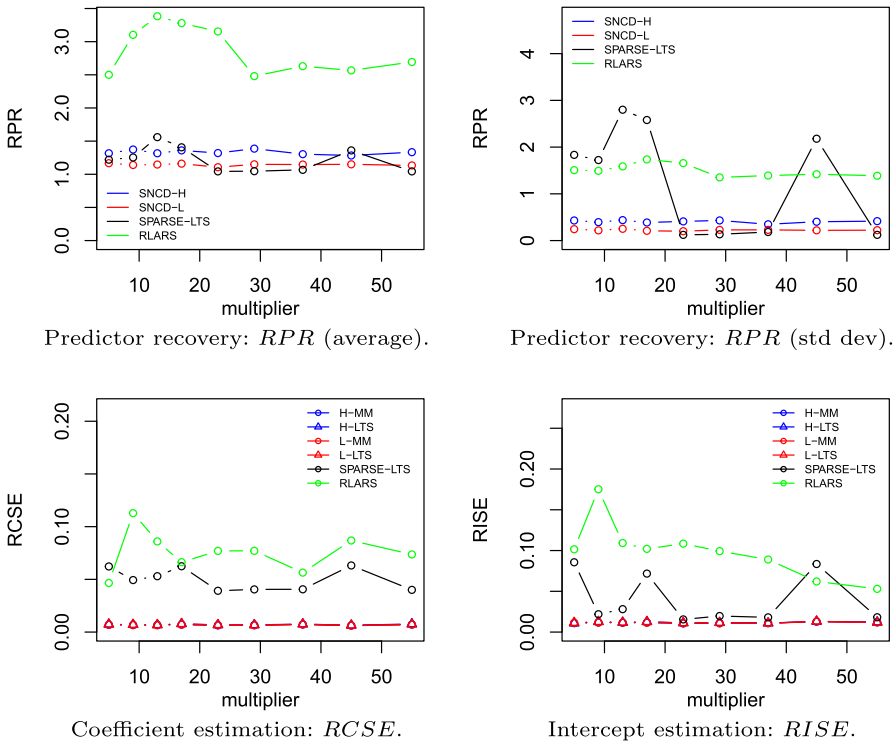 RPR
3.0
2.0
1.0
0.0
SNCD-H
SNCD-L
SPARSE-LTS
RLARS
10 20 30 40 50
multiplier
Predictor recovery: RPR (average).
RPR
4
3
2
1
0
SNCD-H
SNCD-L
SPARSE-LTS
RLARS
10 20 30 40 50
multiplier
Predictor recovery: RPR (std dev).
RCSE
0.20
0.10
0.00
H-MM
H-LTS
L-MM
L-LTS
SPARSE-LTS
RLARS
10 20 30 40 50
multiplier
Coefficient estimation: RCSE.
RISE
0.20
0.10
0.00
H-MM
H-LTS
L-MM
L-LTS
SPARSE-LTS
RLARS
10 20 30 40 50
multiplier
Intercept estimation: RISE.